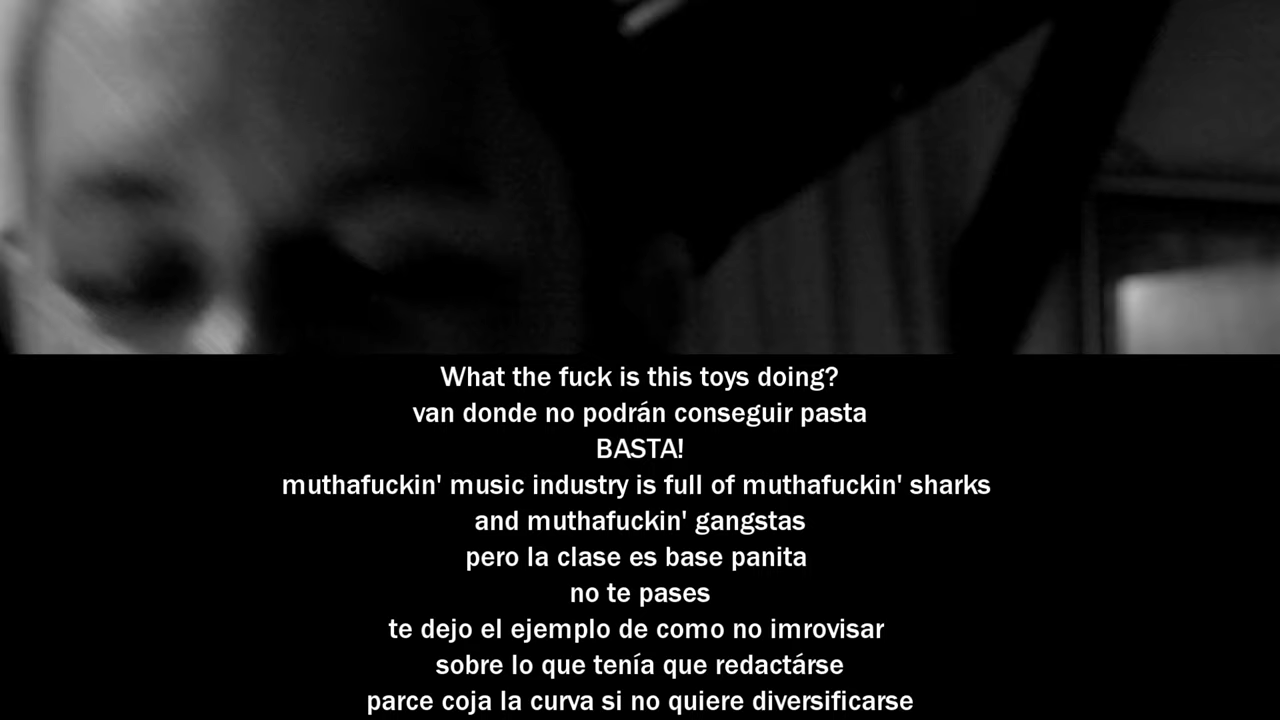 What the fuck is this toys doing?
van donde no podrán conseguir pasta
BASTA!
muthafuckin' music industry is full of muthafuckin' sharks
and muthafuckin' gangstas
pero la clase es base panita
no te pases
te dejo el ejemplo de como no imrovisar
sobre lo que tenía que redactárse
parce coja la curva si no quiere diversificarse